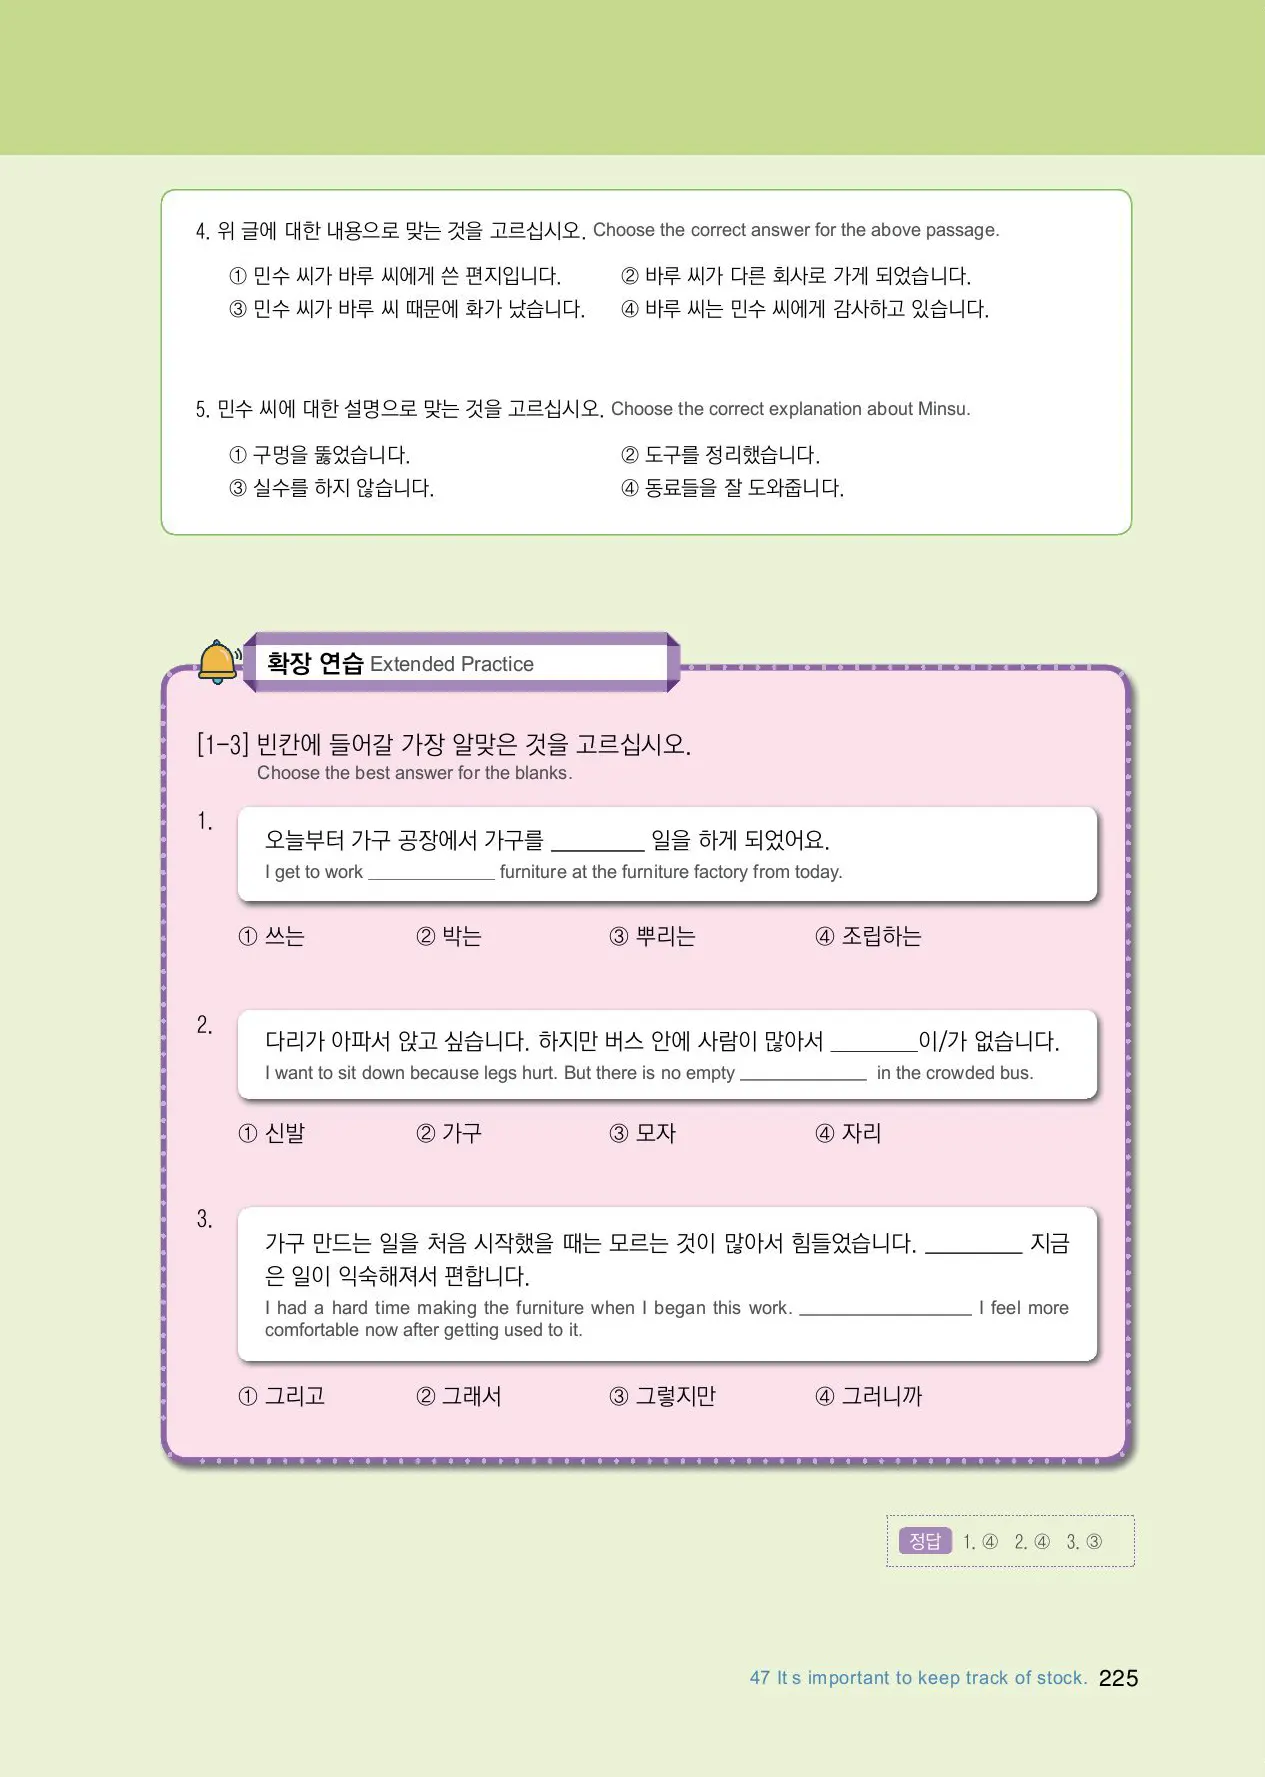 4. 위 글에 대한 내용으로 맞는 것을 고르십시오. Choose the correct answer for the above passage.
① 민수 씨가 바루 씨에게 쓴 편지입니다. ② 바루 씨가 다른 회사로 가게 되었습니다.
③ 민수 씨가 바루 씨 때문에 화가 났습니다. ④ 바루 씨는 민수 씨에게 감사하고 있습니다.
5. 민수 씨에 대한 설명으로 맞는 것을 고르십시오. Choose the correct explanation about Minsu.
① 구멍을 뚫었습니다. ② 도구를 정리했습니다.
③ 실수를 하지 않습니다. ④ 동료들을 잘 도와줍니다.
확장 연습 Extended Practice
[1-3] 빈칸에 들어갈 가장 알맞은 것을 고르십시오.
Choose the best answer for the blanks.
1.
오늘부터 가구 공장에서 가구를 ________ 일을 하게 되었어요.
I get to work ____________ furniture at the furniture factory from today.
① 쓰는 ② 박는 ③ 뿌리는 ④ 조립하는
2.
다리가 아파서 앉고 싶습니다. 하지만 버스 안에 사람이 많아서 ________이/가 없습니다.
I want to sit down because legs hurt. But there is no empty ____________ in the crowded bus.
① 신발 ② 가구 ③ 모자 ④ 자리
3.
가구 만드는 일을 처음 시작했을 때는 모르는 것이 많아서 힘들었습니다. ________ 지금
은 일이 익숙해져서 편합니다.
I had a hard time making the furniture when I began this work. ________________ I feel more
comfortable now after getting used to it.
① 그리고 ② 그래서 ③ 그렇지만 ④ 그러니까
정답 1. ④ 2. ④ 3. ③
47 It s important to keep track of stock. 225